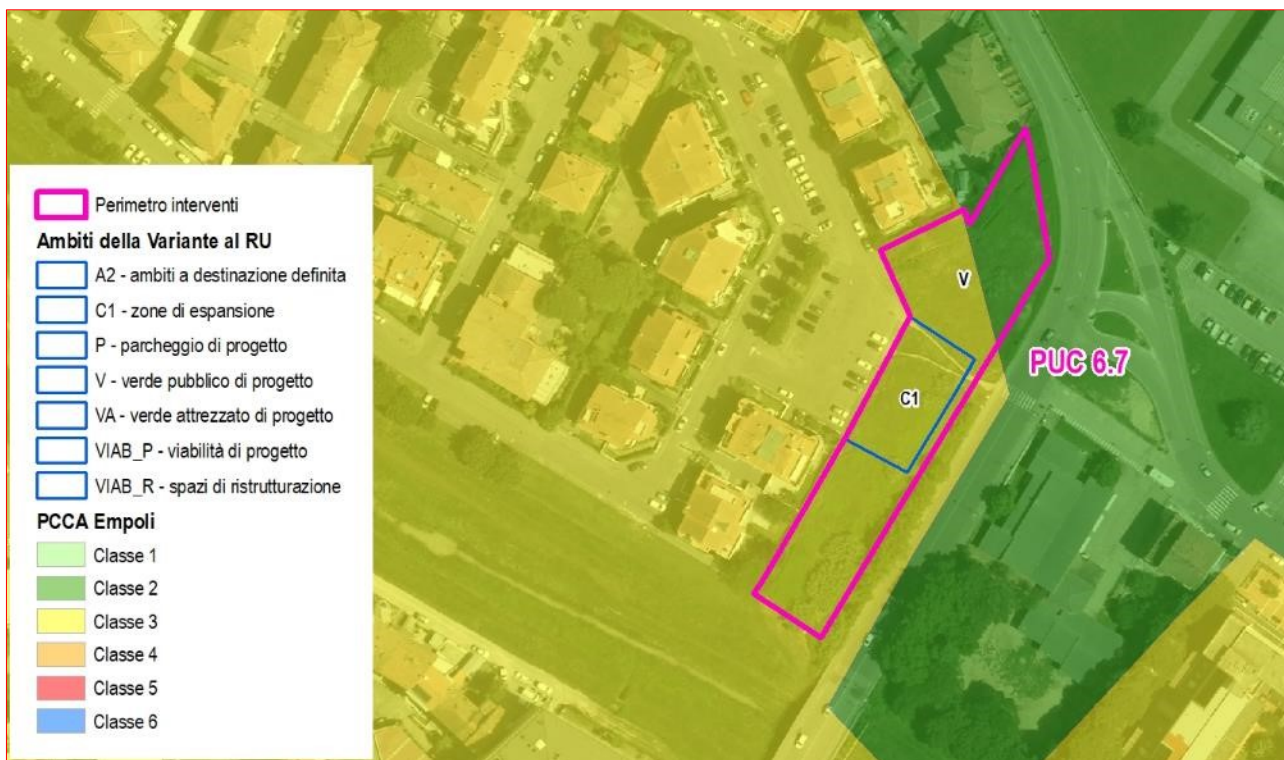 Perimetro interventi
Ambiti della Variante al RU
A2 - ambiti a destinazione definita
C1 - zone di espansione
P - parcheggio di progetto
V - verde pubblico di progetto
VA - verde attrezzato di progetto
VIAB_P - viabilità di progetto
VIAB_R - spazi di ristrutturazione
PCCA Empoli
Classe 1
Classe 2
Classe 3
Classe 4
Classe 5
Classe 6
V
PUC 6.7
C1